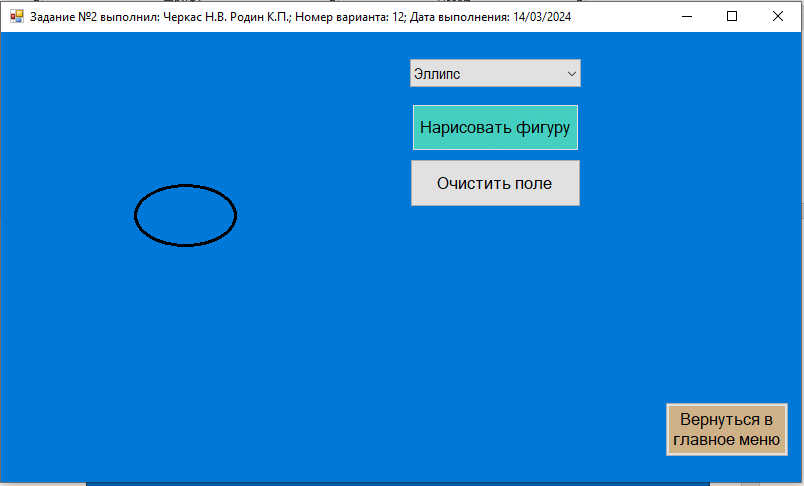 Задание №2 выполнил: Черкас Н.В. Родин К.П.; Номер варианта: 12; Дата выполнения: 14/03/2024
Эллипс
Нарисовать фигуру
Очистить поле
Вернуться в
главное меню